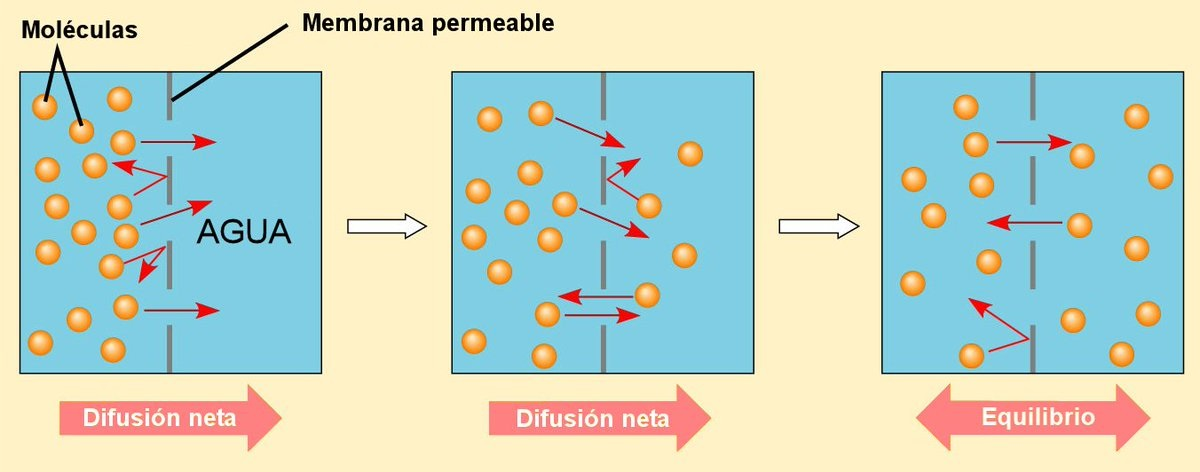 Moléculas
Membrana permeable
AGUA
Difusión neta
Difusión neta
Equilibrio